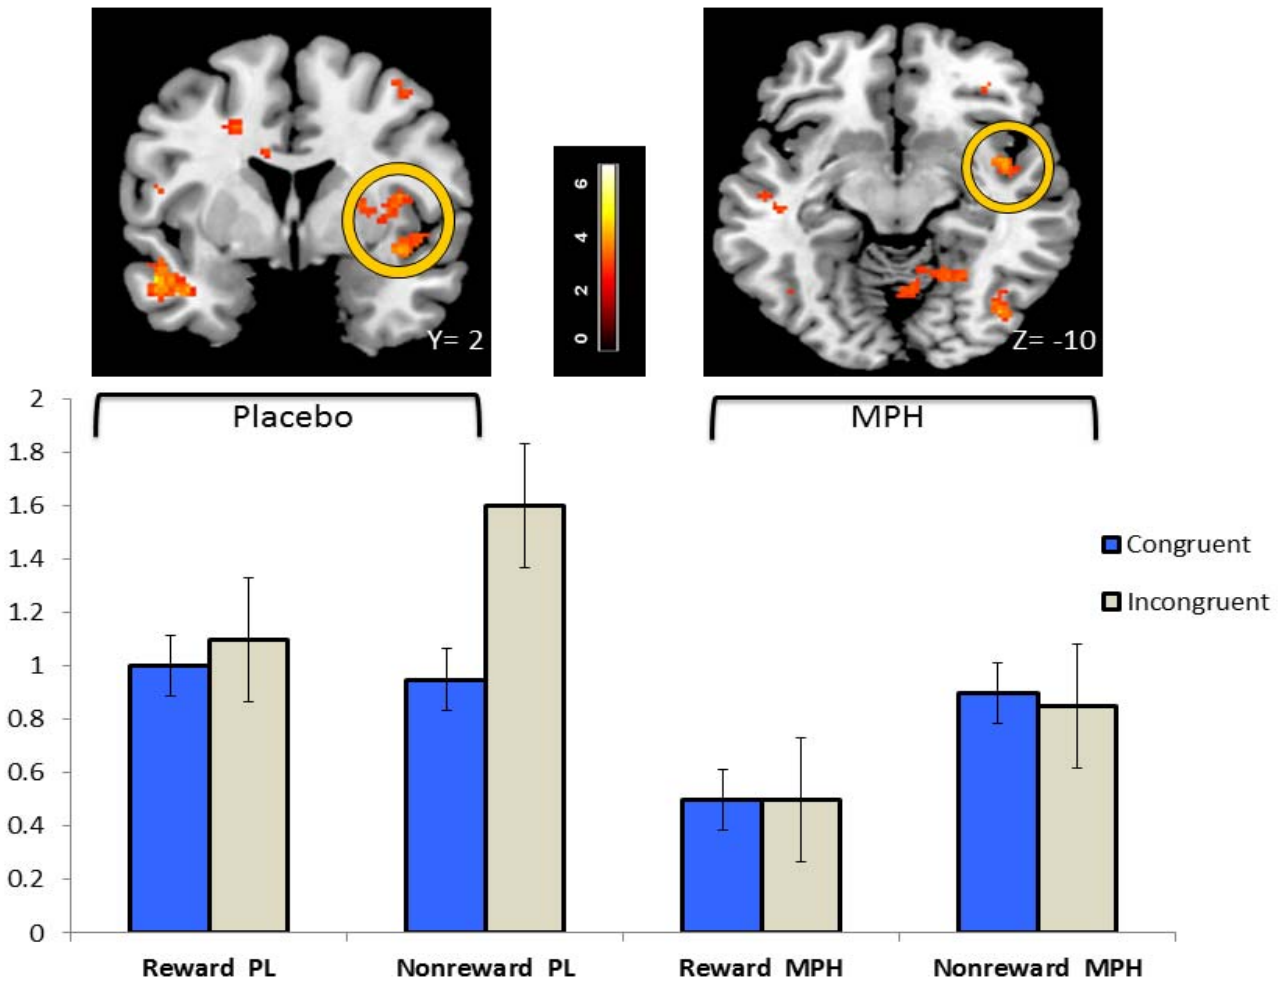 Y= 2
6
4
2
0
Z= -10
Placebo
MPH
2
1.8
1.6
1.4
1.2
1
0.8
0.6
0.4
0.2
0
Congruent
Incongruent
Reward PL
Nonreward PL
Reward MPH
Nonreward MPH